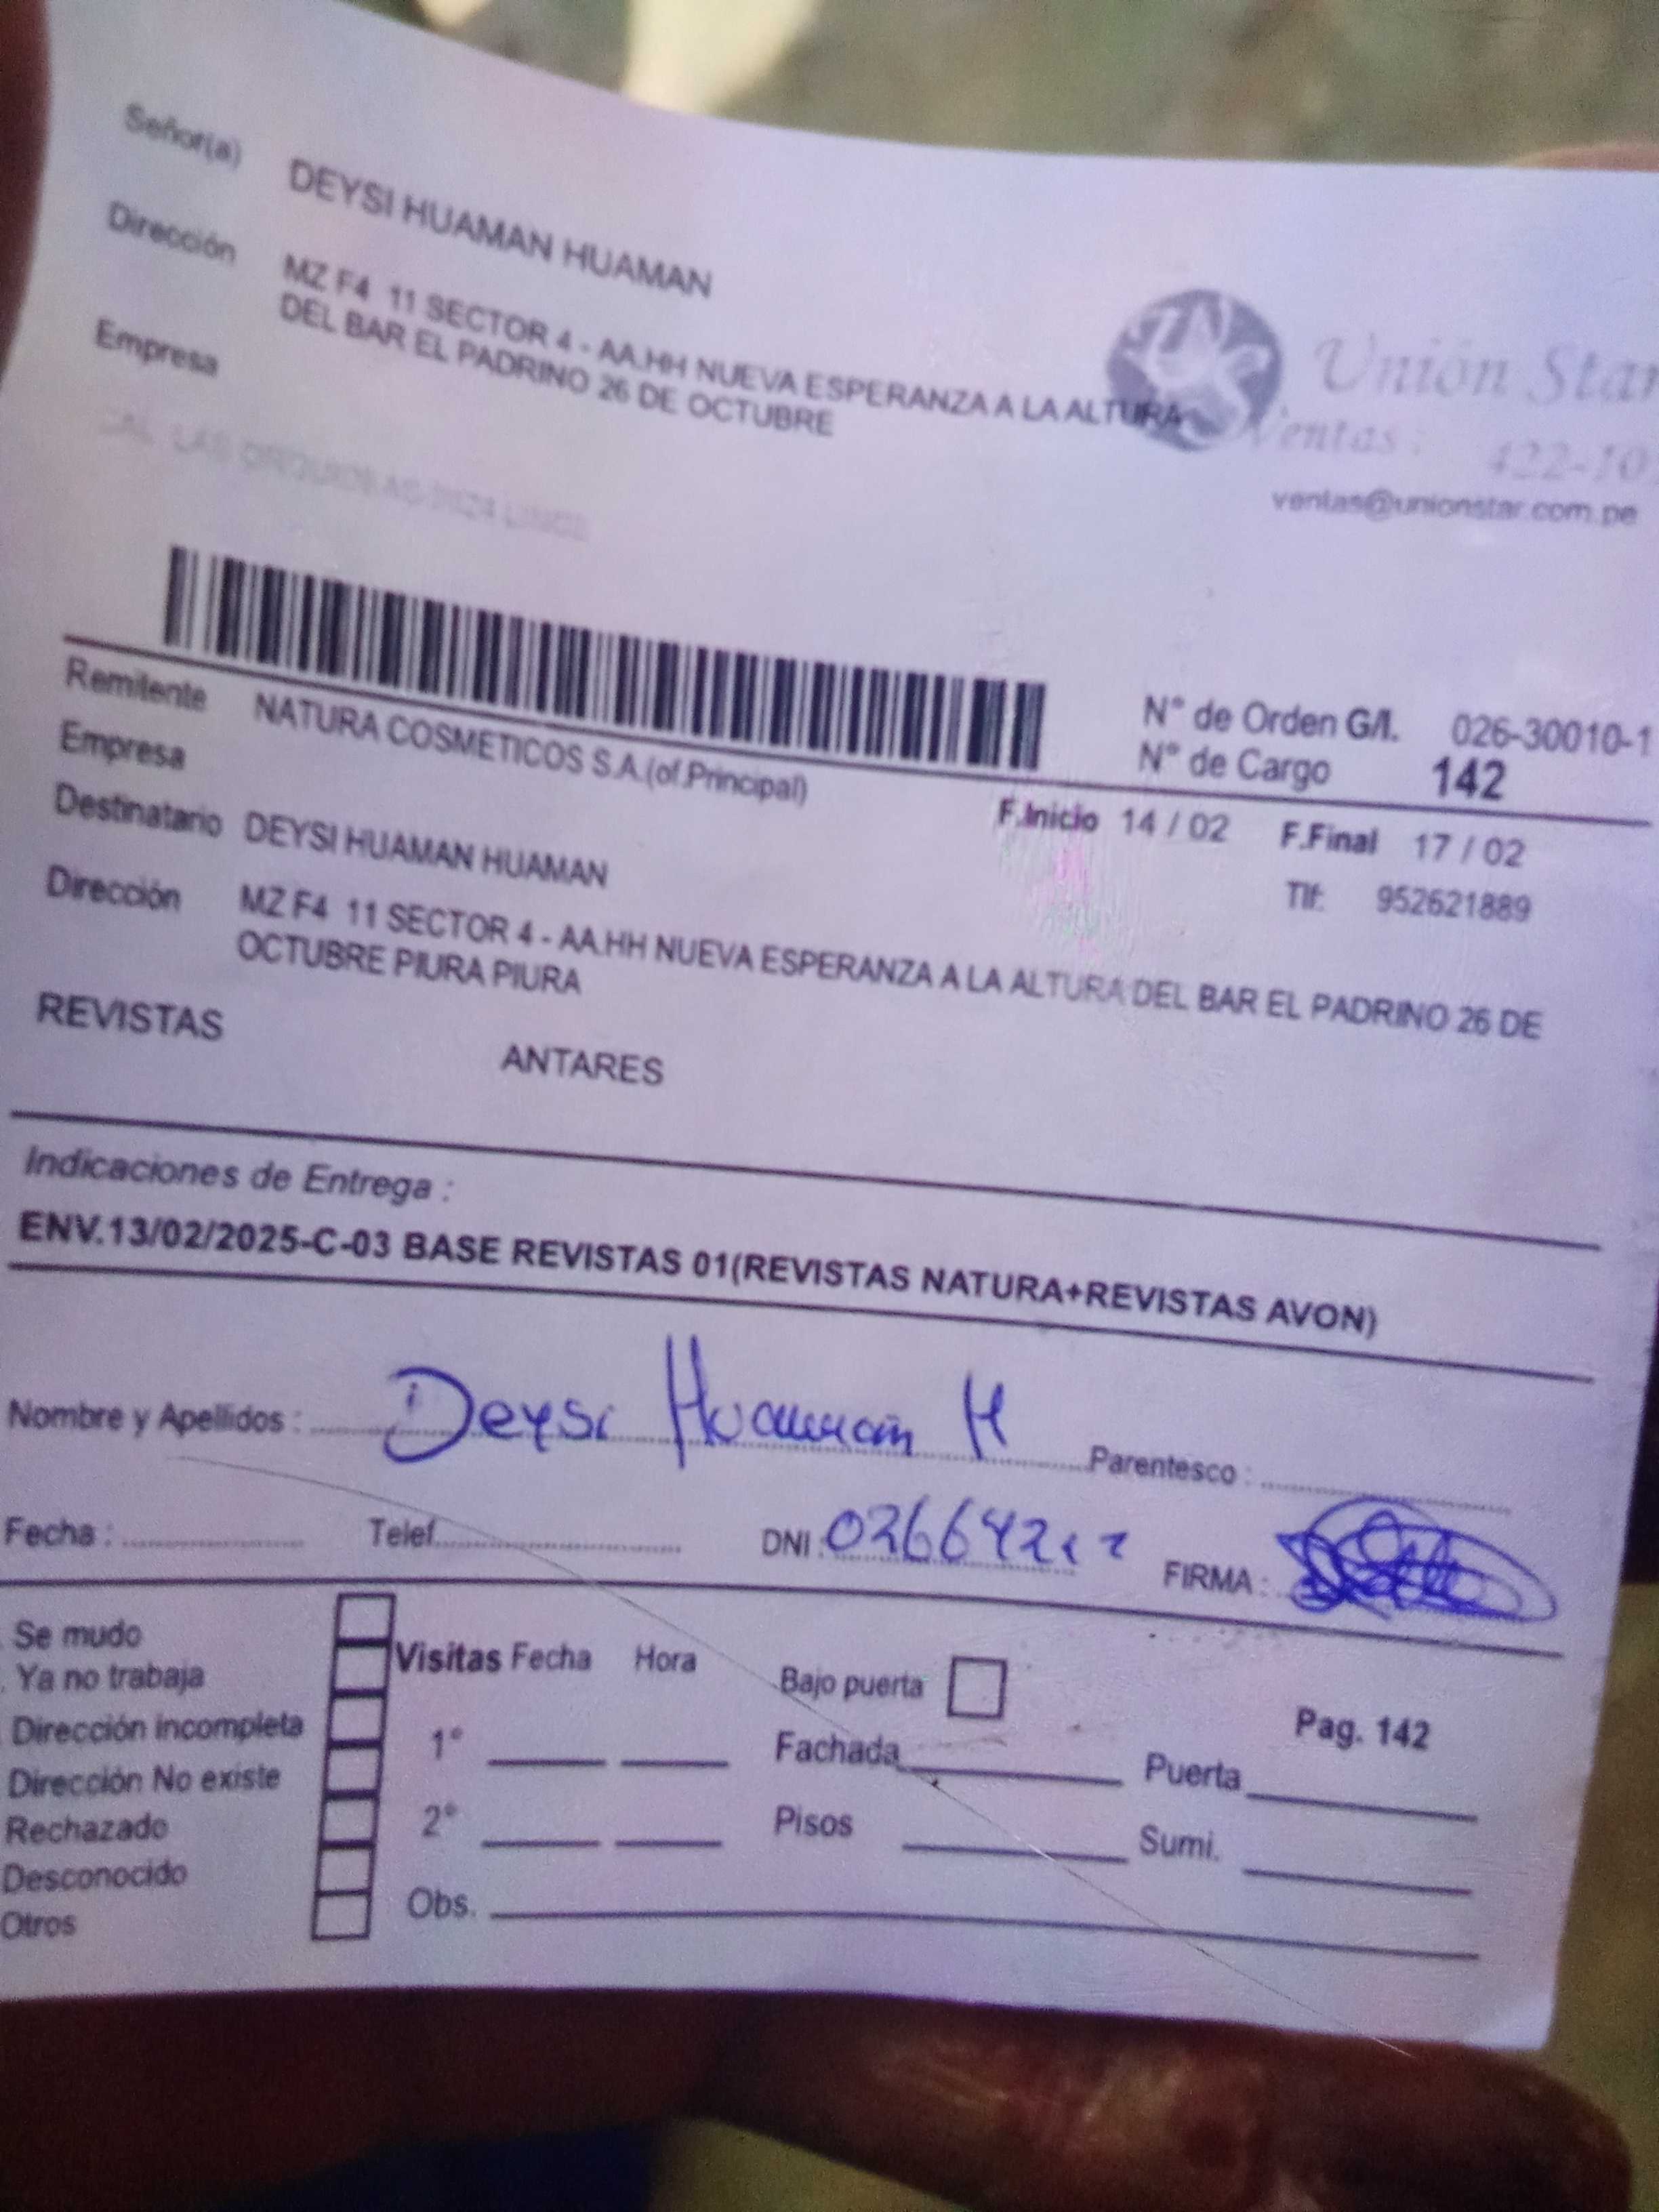 Señor(a) DEYSI HUAMAN HUAMAN
Dirección MZ F4 11 SECTOR 4 - AA.HH NUEVA ESPERANZA A LA ALTURA
DEL BAR EL PADRINO 26 DE OCTUBRE
Empresa
Unión Star
Ventas: 422-10
ventas@unionstar.com.pe
N° de Orden G/I. 026-30010-1
N° de Cargo 142
Remitente NATURA COSMETICOS S.A.(of.Principal)
Empresa
F.Inicio 14 / 02 F.Final 17 / 02
Destinatario DEYSI HUAMAN HUAMAN
Tlf: 952621889
Dirección MZ F4 11 SECTOR 4 - AA.HH NUEVA ESPERANZA A LA ALTURA DEL BAR EL PADRINO 26 DE
OCTUBRE PIURA PIURA
REVISTAS
ANTARES
Indicaciones de Entrega :
ENV.13/02/2025-C-03 BASE REVISTAS 01(REVISTAS NATURA+REVISTAS AVON)
Nombre y Apellidos : Deysi Huaman H Parentesco :
Fecha : Telef. DNI FIRMA :
Se mudo
Ya no trabaja
Dirección incompleta
Dirección No existe
Rechazado
Desconocido
Otros
Visitas Fecha Hora
1°
2°
Obs.
Bajo puerta
Fachada
Pisos
Pag. 142
Puerta
Sumi.